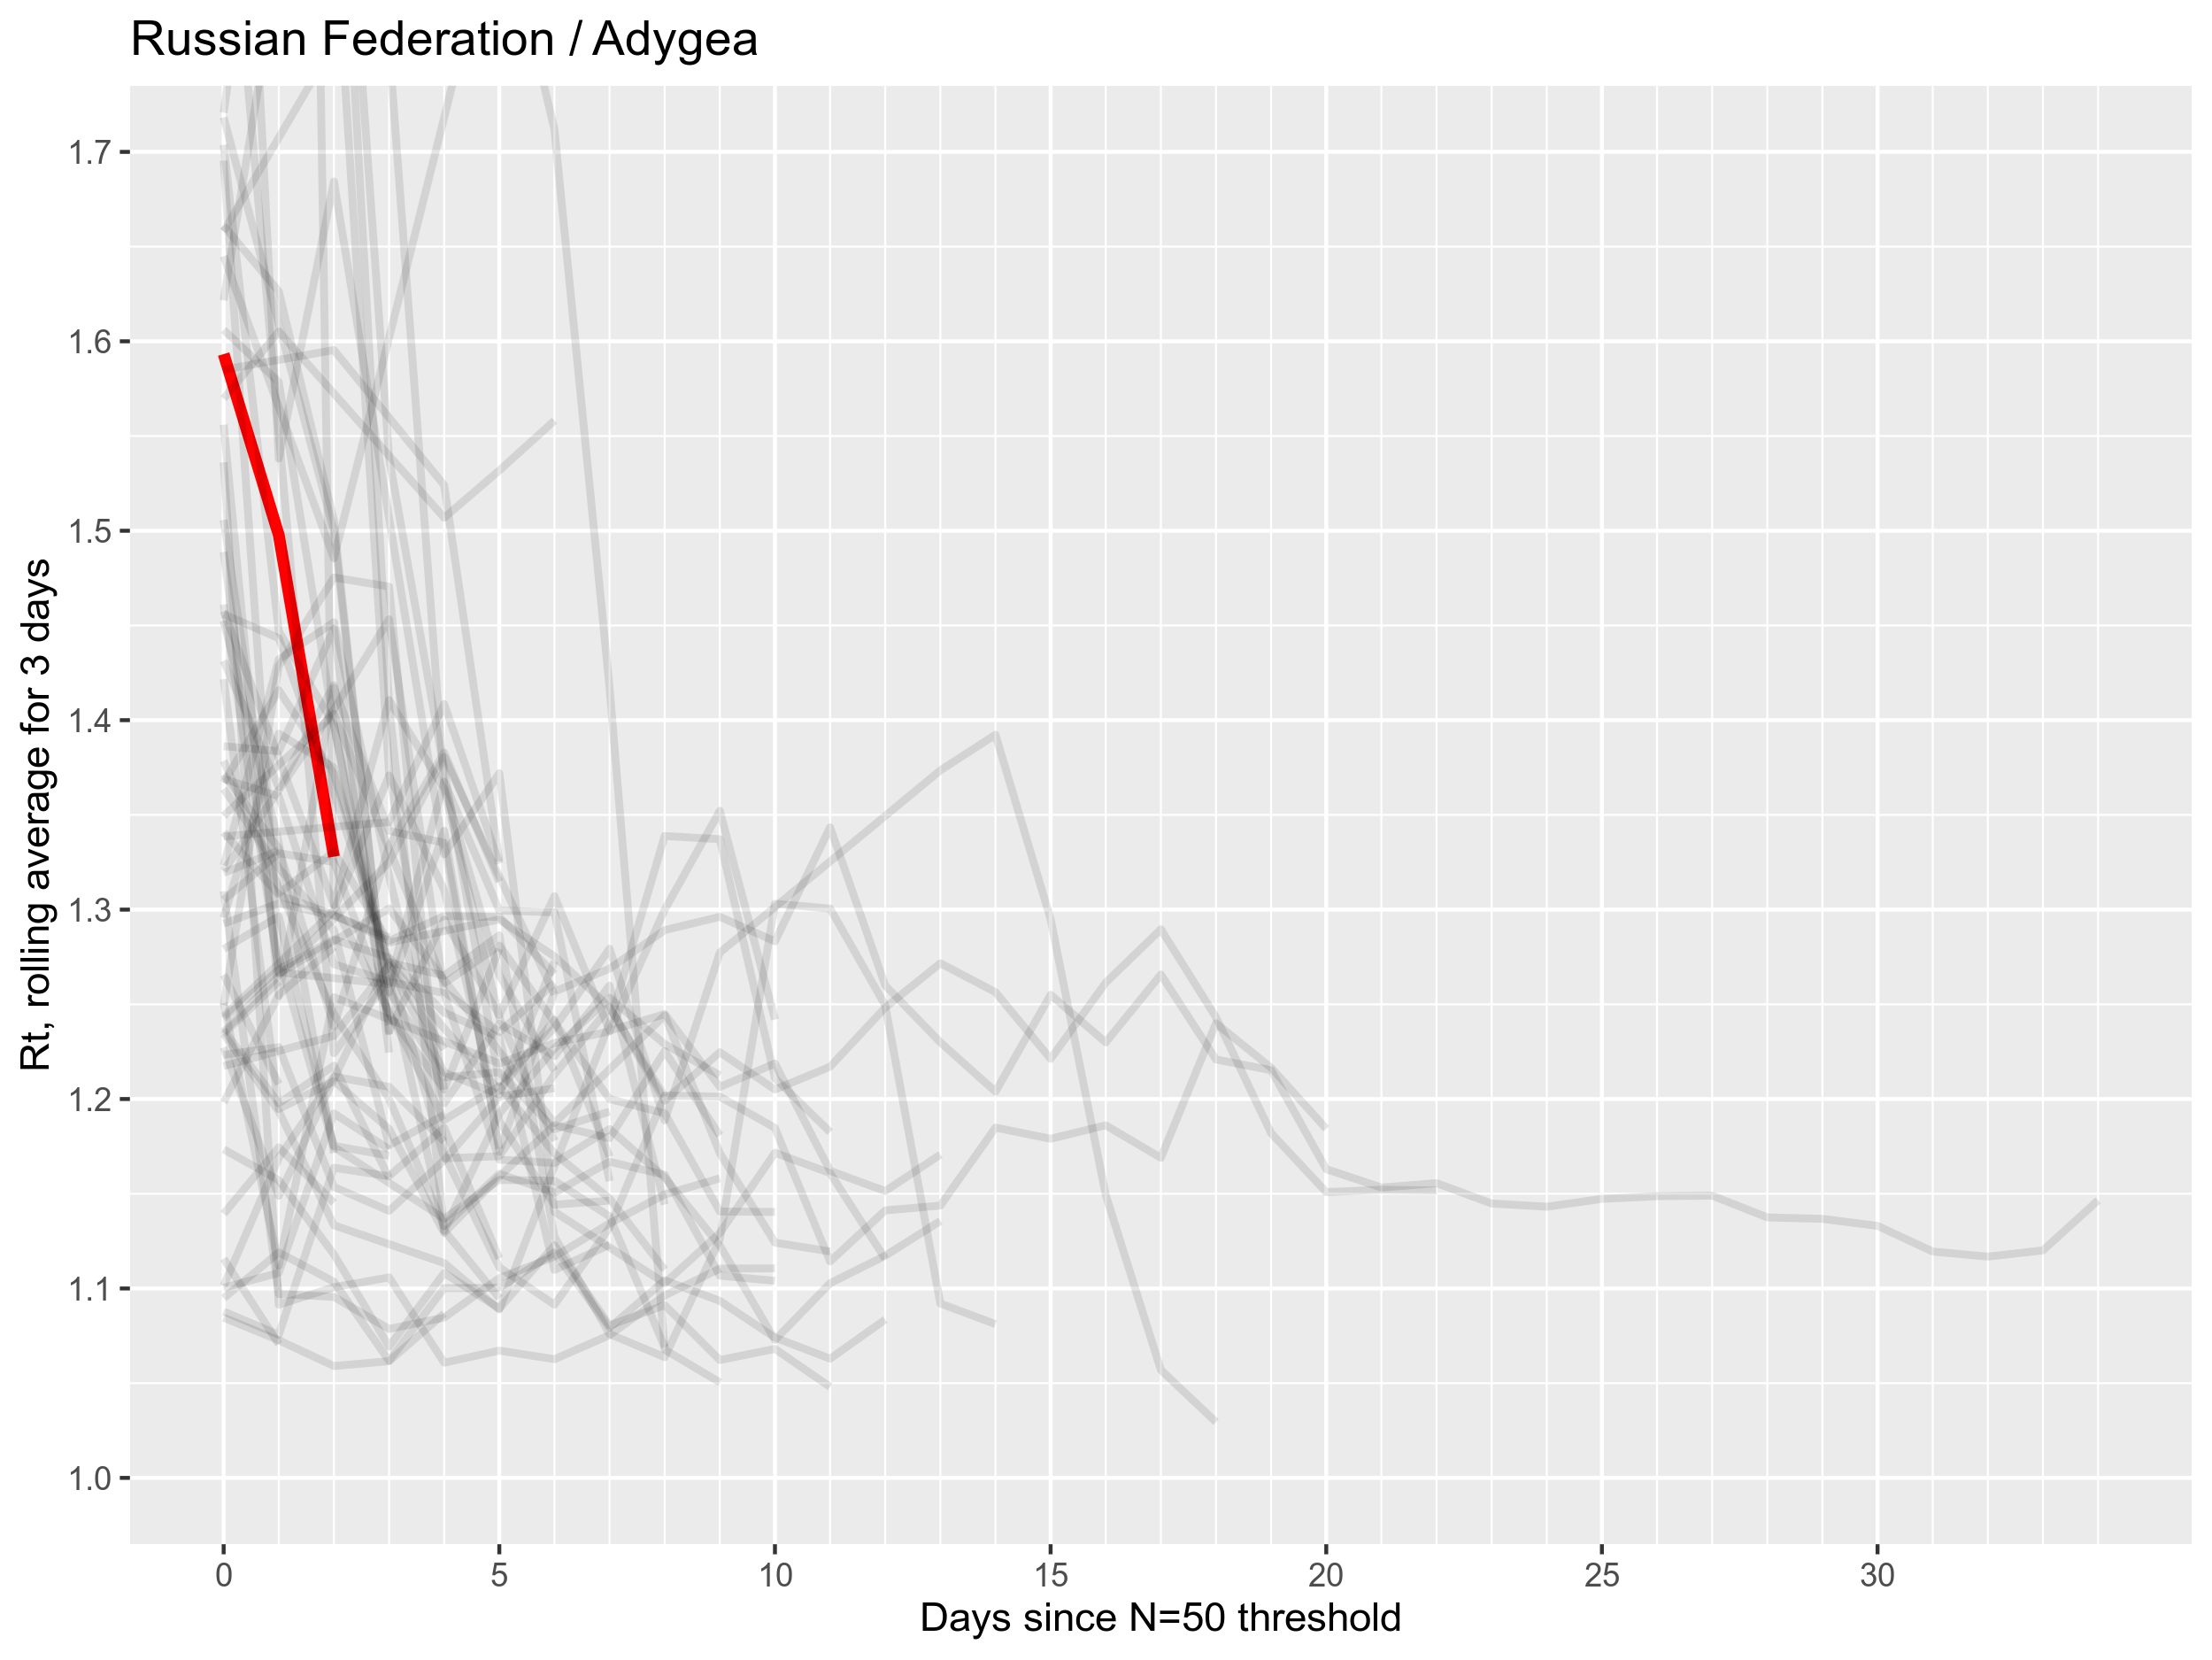 Russian Federation / Adygea
Rt, rolling average for 3 days
1.7
1.6
1.5
1.4
1.3
1.2
1.1
1.0
0 5 10 15 20 25 30
Days since N=50 threshold